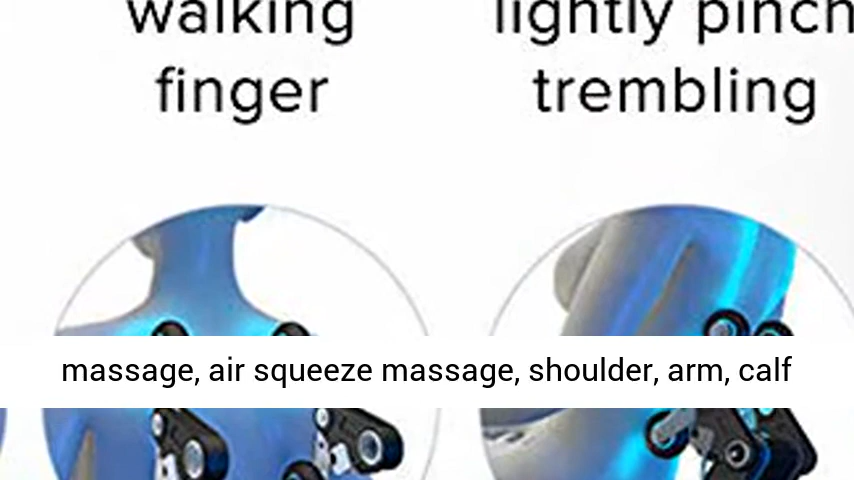 walking
finger
lightly pinch
trembling
massage, air squeeze massage, shoulder, arm, calf